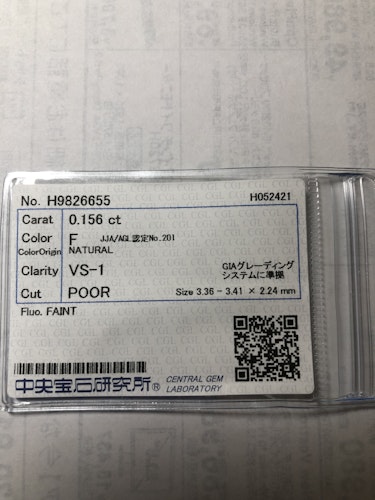 No. H9826655 H052421
Carat 0.156 ct
Color F JJA/AGL認定No.201
ColorOrigin NATURAL
Clarity VS-1 GIAグレーディング
システムに準拠
Cut POOR Size 3.36 - 3.41 × 2.24 mm
Fluo. FAINT
中央宝石研究所® CENTRAL GEM
LABORATORY